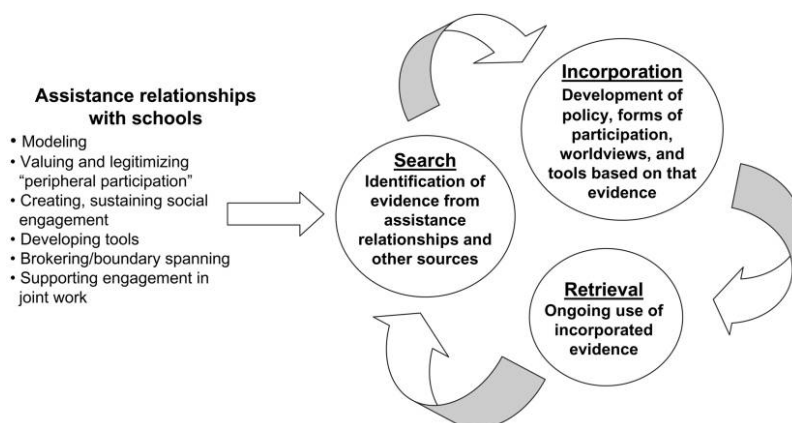 Assistance relationships
with schools
• Modeling
• Valuing and legitimizing
“peripheral participation”
• Creating, sustaining social
engagement
• Developing tools
• Brokering/boundary spanning
• Supporting engagement in
joint work
Search
Identification of
evidence from
assistance
relationships and
other sources
Incorporation
Development of
policy, forms of
participation,
worldviews, and
tools based on that
evidence
Retrieval
Ongoing use of
incorporated
evidence